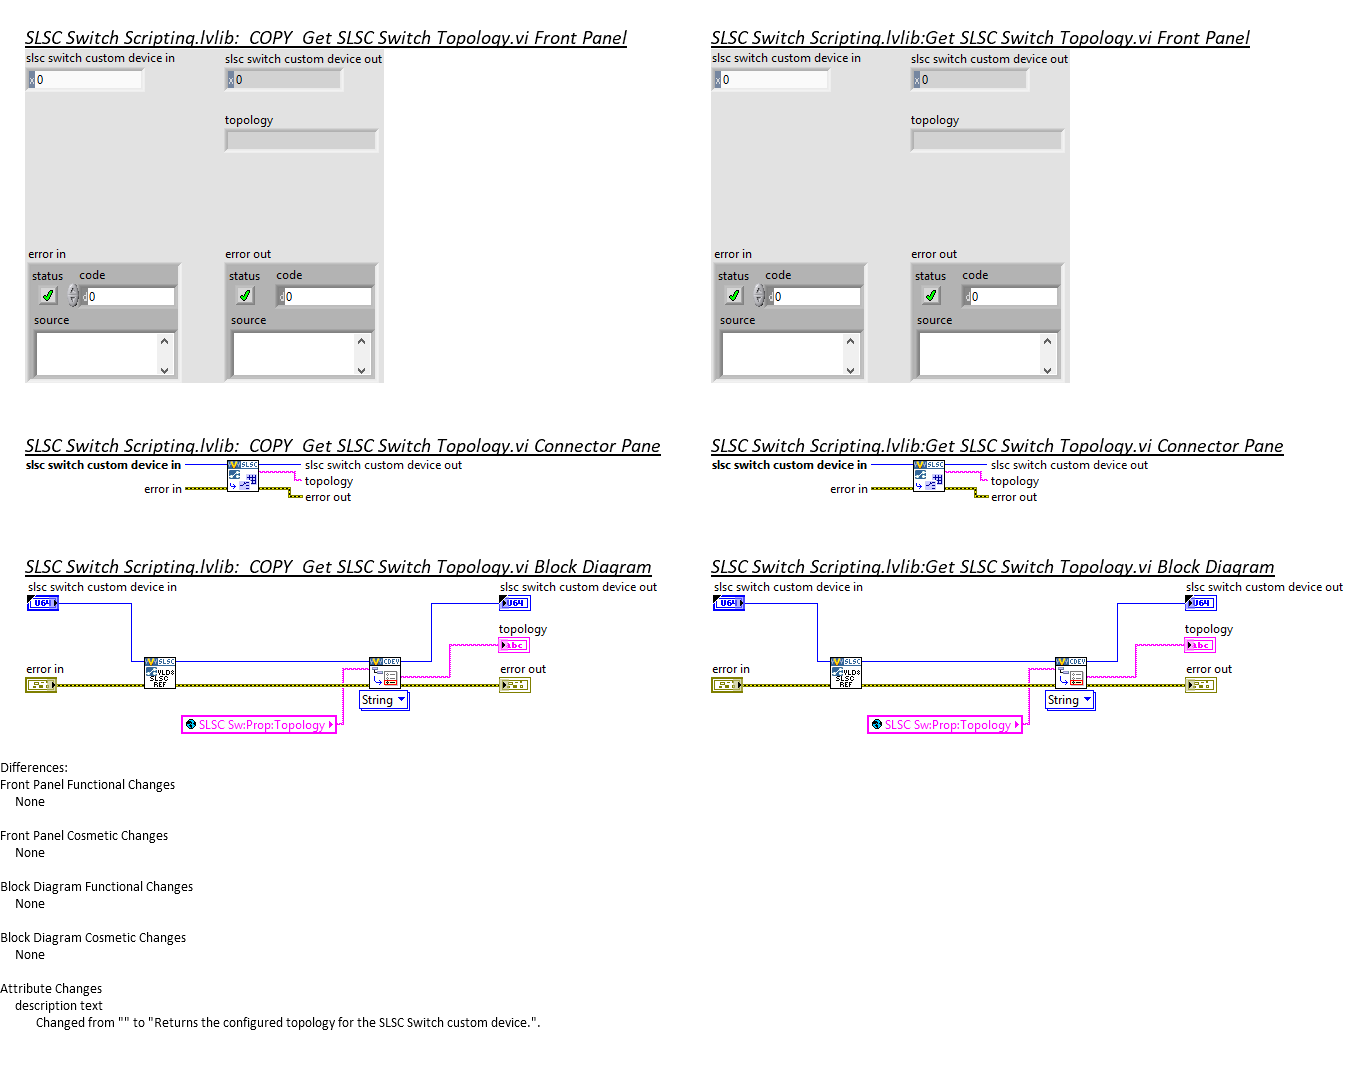 SLSC Switch Scripting.lvlib:_COPY_Get SLSC Switch Topology.vi Front Panel
SLSC Switch Scripting.lvlib:Get SLSC Switch Topology.vi Front Panel
slsc switch custom device in
slsc switch custom device out
slsc switch custom device in
slsc switch custom device out
x 0
x 0
x 0
x 0
topology
topology
error in
error out
error in
error out
status code
status code
status code
status code
d 0
d 0
d 0
d 0
source
source
source
source
SLSC Switch Scripting.lvlib:_COPY_Get SLSC Switch Topology.vi Connector Pane
SLSC Switch Scripting.lvlib:Get SLSC Switch Topology.vi Connector Pane
slsc switch custom device in
SLSC
slsc switch custom device out
topology
error in
error out
slsc switch custom device in
SLSC
slsc switch custom device out
topology
error in
error out
SLSC Switch Scripting.lvlib:_COPY_Get SLSC Switch Topology.vi Block Diagram
SLSC Switch Scripting.lvlib:Get SLSC Switch Topology.vi Block Diagram
slsc switch custom device in
slsc switch custom device out
U64
U64
topology
abc
error in
error out
SLSC
VLD8
SLSC
REF
CDEV
String
SLSC Sw:Prop:Topology
slsc switch custom device in
slsc switch custom device out
U64
U64
topology
abc
error in
error out
SLSC
VLD8
SLSC
REF
CDEV
String
SLSC Sw:Prop:Topology
Differences:
Front Panel Functional Changes
None
Front Panel Cosmetic Changes
None
Block Diagram Functional Changes
None
Block Diagram Cosmetic Changes
None
Attribute Changes
description text
Changed from "" to "Returns the configured topology for the SLSC Switch custom device.".